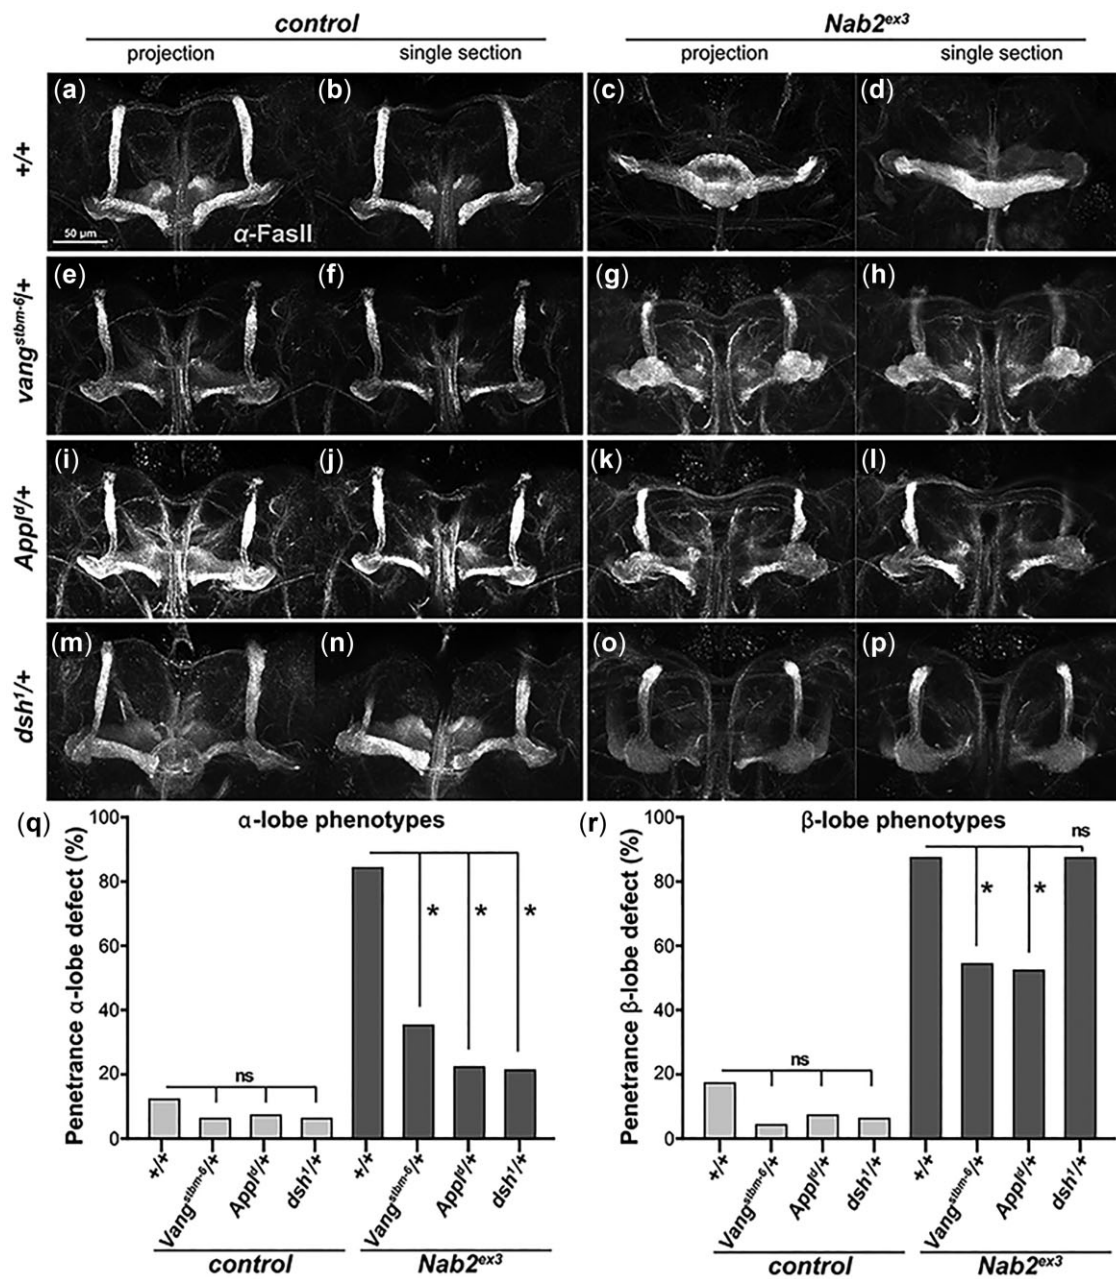 control
Nab2ex3
projection
single section
projection
single section
+/+
(a)
(b)
(c)
(d)
50 μm
α-FasII
vangstbm-6/+
(e)
(f)
(g)
(h)
Appld/+
(i)
(j)
(k)
(l)
dsh1/+
(m)
(n)
(o)
(p)
(q)
α-lobe phenotypes
Penetrance α-lobe defect (%)
100
80
60
40
20
0
ns
* * *
+/+
Vangstbm-6/+
Appld/+
dsh1/+
+/+
Vangstbm-6/+
Appld/+
dsh1/+
control
Nab2ex3
(r)
β-lobe phenotypes
Penetrance β-lobe defect (%)
100
80
60
40
20
0
ns
* *
ns
+/+
Vangstbm-6/+
Appld/+
dsh1/+
+/+
Vangstbm-6/+
Appld/+
dsh1/+
control
Nab2ex3